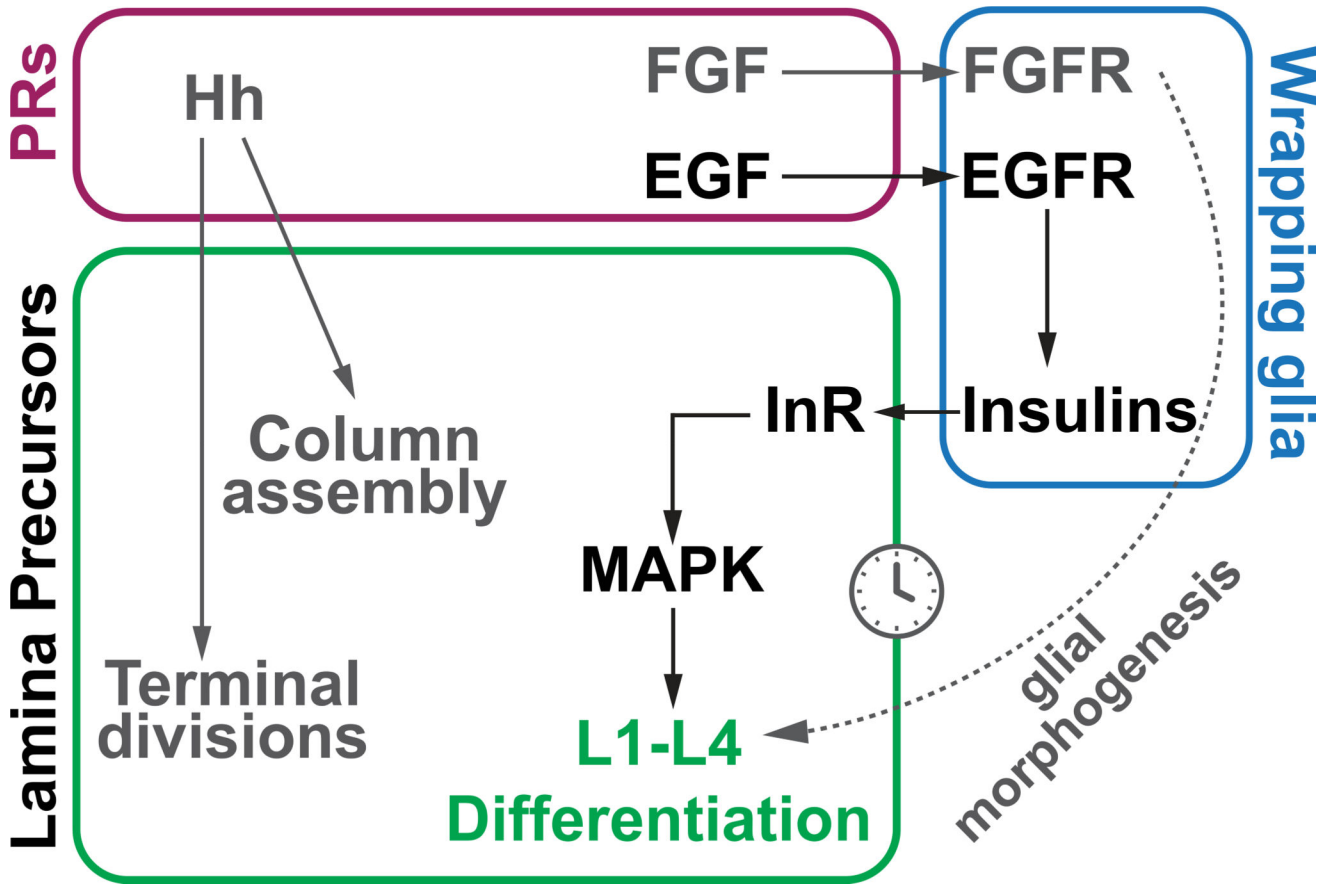 PRs
Hh
FGF
FGFR
EGF
EGFR
Wrapping glia
Lamina Precursors
InR
Insulins
Column
assembly
MAPK
Terminal
divisions
L1-L4
Differentiation
glial
morphogenesis